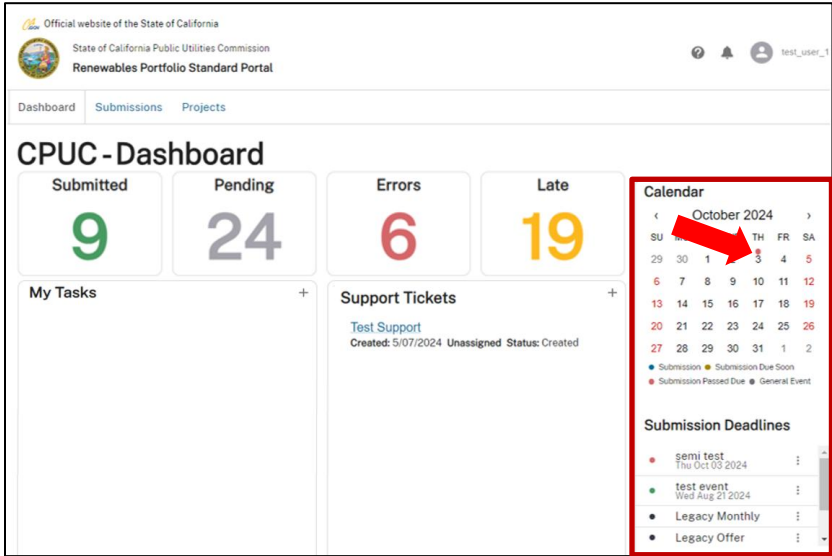 Official website of the State of California
State of California Public Utilities Commission
Renewables Portfolio Standard Portal
test_user_1
Dashboard Submissions Projects
CPUC - Dashboard
Submitted Pending Errors Late
9 24 6 19
My Tasks +
Support Tickets +
Test Support
Created: 5/07/2024 Unassigned Status: Created
Calendar
‹ October 2024 ›
SU TH FR SA
29 30 1 2 3 4 5
6 7 8 9 10 11 12
13 14 15 16 17 18 19
20 21 22 23 24 25 26
27 28 29 30 31 1 2
Submission Submission Due Soon
Submission Passed Due General Event
Submission Deadlines
semi test
Thu Oct 03 2024
test event
Wed Aug 21 2024
Legacy Monthly
Legacy Offer